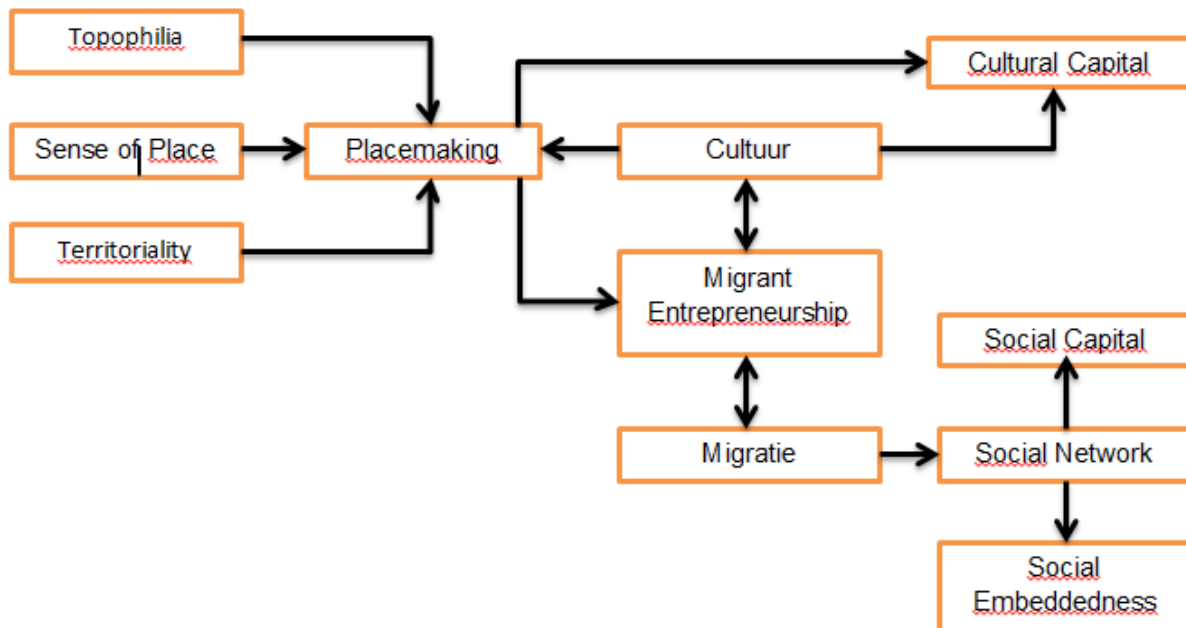 Topophilia
Cultural Capital
Sense of Place
Placemaking
Cultuur
Territoriality
Migrant
Entrepreneurship
Social Capital
Migratie
Social Network
Social
Embeddedness